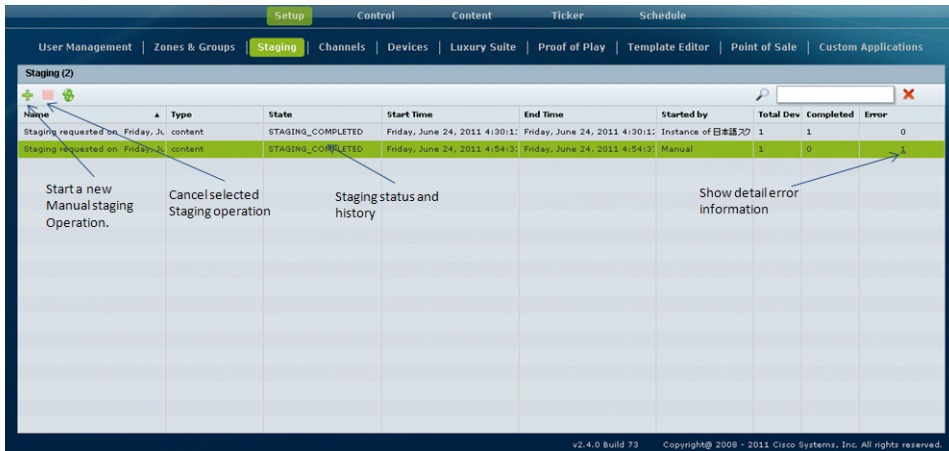 Setup Control Content Ticker Schedule
User Management | Zones & Groups | Staging | Channels | Devices | Luxury Suite | Proof of Play | Template Editor | Point of Sale | Custom Applications
Staging (2)
Name Type State Start Time End Time Started by Total Dev Completed Error
Staging requested on Friday, Ju content STAGING_COMPLETED Friday, June 24, 2011 4:30:1 Friday, June 24, 2011 4:30:1 Instance of 日本語スク 1 1 0
Staging requested on Friday, Ju content STAGING_COMPLETED Friday, June 24, 2011 4:54:3 Friday, June 24, 2011 4:54:3 Manual 1 0 1
Start a new
Manual staging
Operation.
Cancel selected
Staging operation
Staging status and
history
Show detail error
information
v2.4.0 Build 73 Copyright@ 2008 - 2011 Cisco Systems, Inc. All rights reserved.